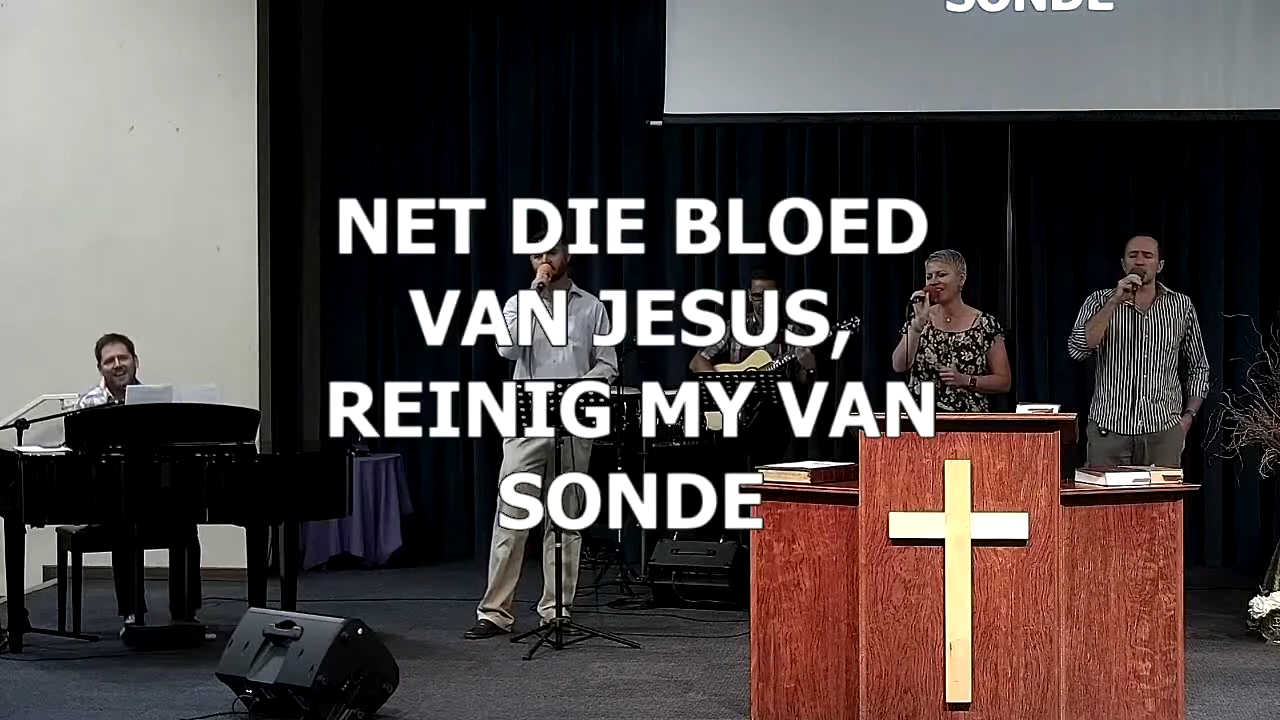 SONDE
NET DIE BLOED
VAN JESUS,
REINIG MY VAN
SONDE